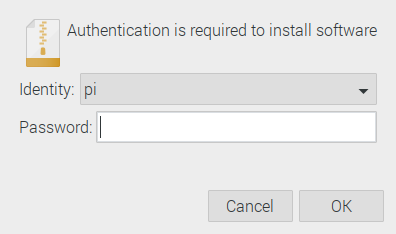 Authentication is required to install software
Identity: pi
Password:
Cancel OK